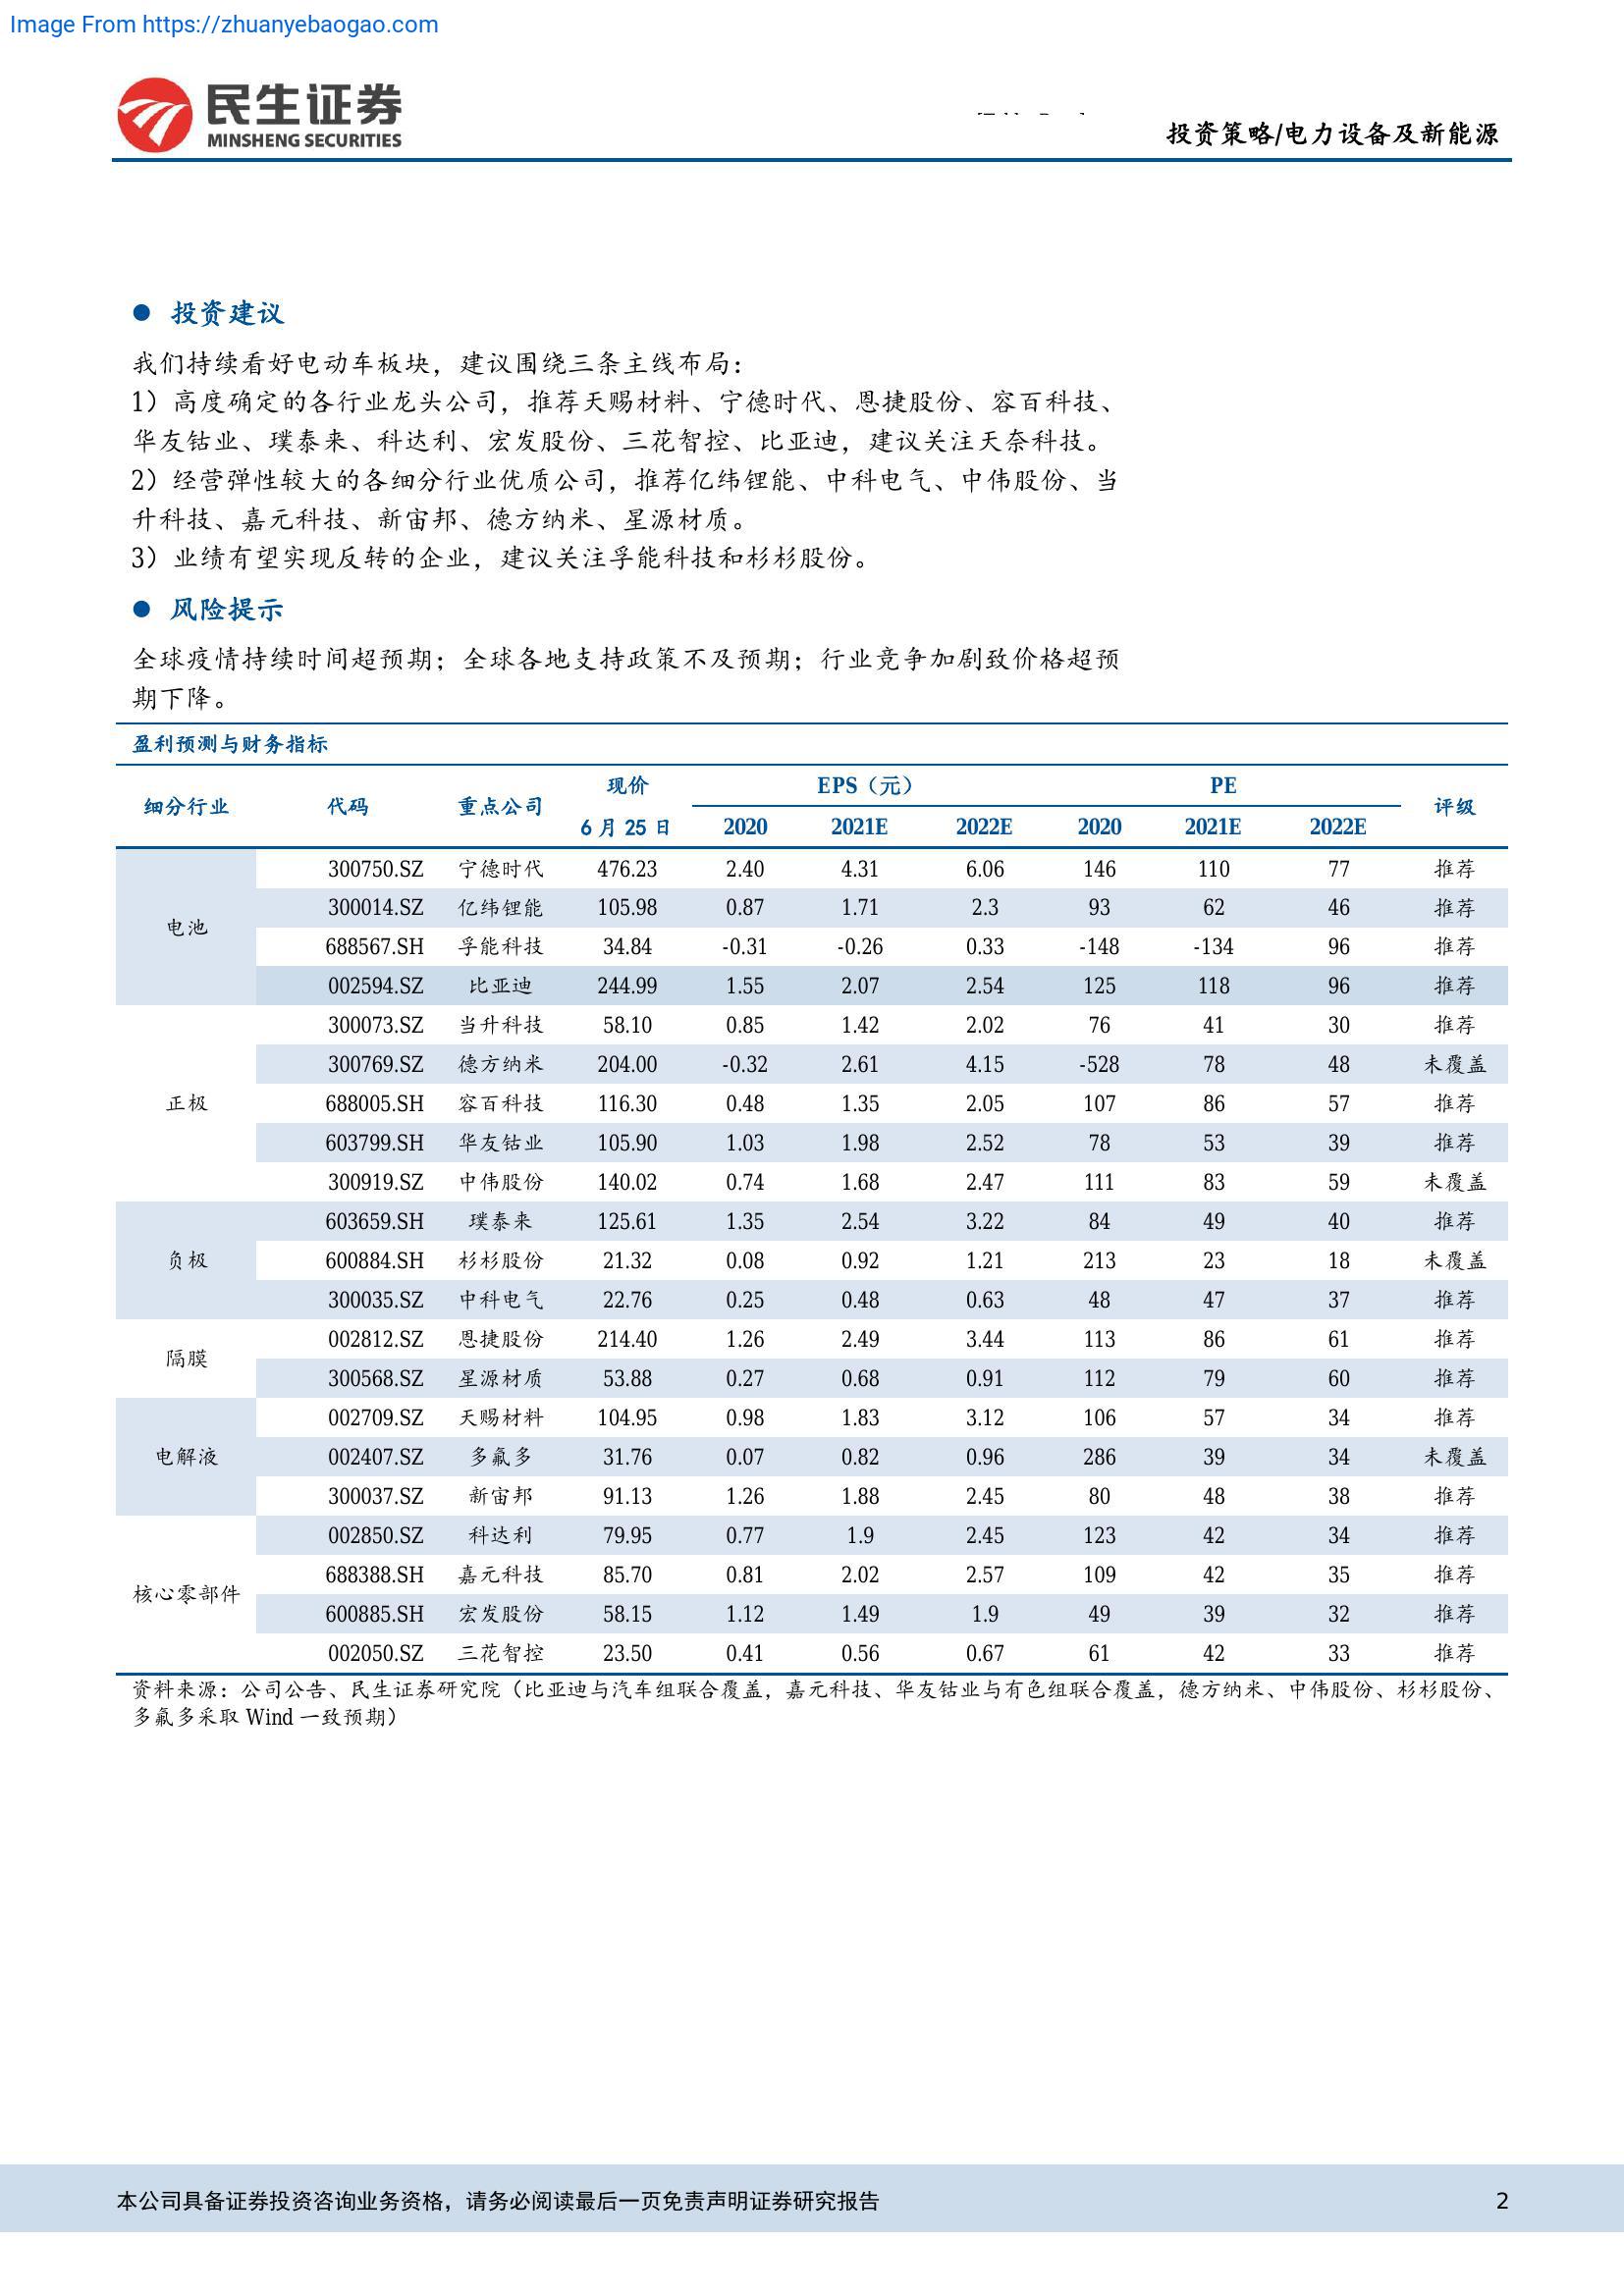 Image From https://zhuanyebaogao.com
民生证券
MINSHENG SECURITIES
投资策略/电力设备及新能源
● 投资建议
我们持续看好电动车板块，建议围绕三条主线布局：
1）高度确定的各行业龙头公司，推荐天赐材料、宁德时代、恩捷股份、容百科技、
华友钴业、璞泰来、科达利、宏发股份、三花智控、比亚迪，建议关注天奈科技。
2）经营弹性较大的各细分行业优质公司，推荐亿纬锂能、中科电气、中伟股份、当
升科技、嘉元科技、新宙邦、德方纳米、星源材质。
3）业绩有望实现反转的企业，建议关注孚能科技和杉杉股份。
● 风险提示
全球疫情持续时间超预期；全球各地支持政策不及预期；行业竞争加剧致价格超预
期下降。
盈利预测与财务指标
细分行业 代码 重点公司 现价 EPS（元） PE 评级
6 月 25 日 2020 2021E 2022E 2020 2021E 2022E
电池
300750.SZ 宁德时代 476.23 2.40 4.31 6.06 146 110 77 推荐
300014.SZ 亿纬锂能 105.98 0.87 1.71 2.3 93 62 46 推荐
688567.SH 孚能科技 34.84 -0.31 -0.26 0.33 -148 -134 96 推荐
002594.SZ 比亚迪 244.99 1.55 2.07 2.54 125 118 96 推荐
正极
300073.SZ 当升科技 58.10 0.85 1.42 2.02 76 41 30 推荐
300769.SZ 德方纳米 204.00 -0.32 2.61 4.15 -528 78 48 未覆盖
688005.SH 容百科技 116.30 0.48 1.35 2.05 107 86 57 推荐
603799.SH 华友钴业 105.90 1.03 1.98 2.52 78 53 39 推荐
300919.SZ 中伟股份 140.02 0.74 1.68 2.47 111 83 59 未覆盖
负极
603659.SH 璞泰来 125.61 1.35 2.54 3.22 84 49 40 推荐
600884.SH 杉杉股份 21.32 0.08 0.92 1.21 213 23 18 未覆盖
300035.SZ 中科电气 22.76 0.25 0.48 0.63 48 47 37 推荐
隔膜
002812.SZ 恩捷股份 214.40 1.26 2.49 3.44 113 86 61 推荐
300568.SZ 星源材质 53.88 0.27 0.68 0.91 112 79 60 推荐
电解液
002709.SZ 天赐材料 104.95 0.98 1.83 3.12 106 57 34 推荐
002407.SZ 多氟多 31.76 0.07 0.82 0.96 286 39 34 未覆盖
300037.SZ 新宙邦 91.13 1.26 1.88 2.45 80 48 38 推荐
核心零部件
002850.SZ 科达利 79.95 0.77 1.9 2.45 123 42 34 推荐
688388.SH 嘉元科技 85.70 0.81 2.02 2.57 109 42 35 推荐
600885.SH 宏发股份 58.15 1.12 1.49 1.9 49 39 32 推荐
002050.SZ 三花智控 23.50 0.41 0.56 0.67 61 42 33 推荐
资料来源：公司公告、民生证券研究院（比亚迪与汽车组联合覆盖，嘉元科技、华友钴业与有色组联合覆盖，德方纳米、中伟股份、杉杉股份、
多氟多采取 Wind 一致预期）
本公司具备证券投资咨询业务资格，请务必阅读最后一页免责声明证券研究报告 2